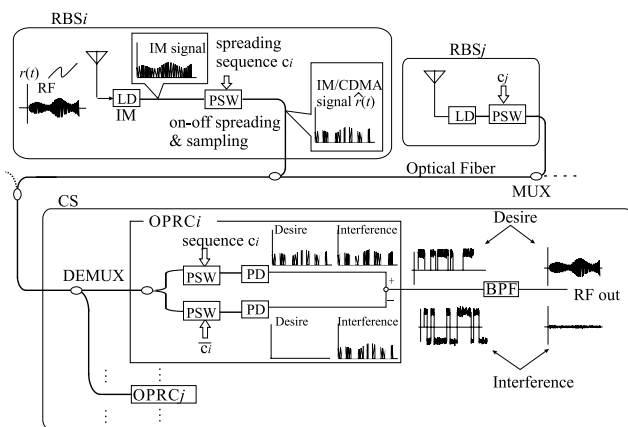 RBSi
r(t)
RF
LD
IM
IM signal
spreading
sequence ci
PSW
on-off spreading
& sampling
IM/CDMA
signal r̂(t)
RBSj
cj
LD
PSW
Optical Fiber
MUX
CS
OPRCi
sequence ci
DEMUX
PSW
PD
Desire
Interference
PSW
PD
c̅i
Desire
Interference
+
−
Desire
BPF
RF out
Interference
OPRCj